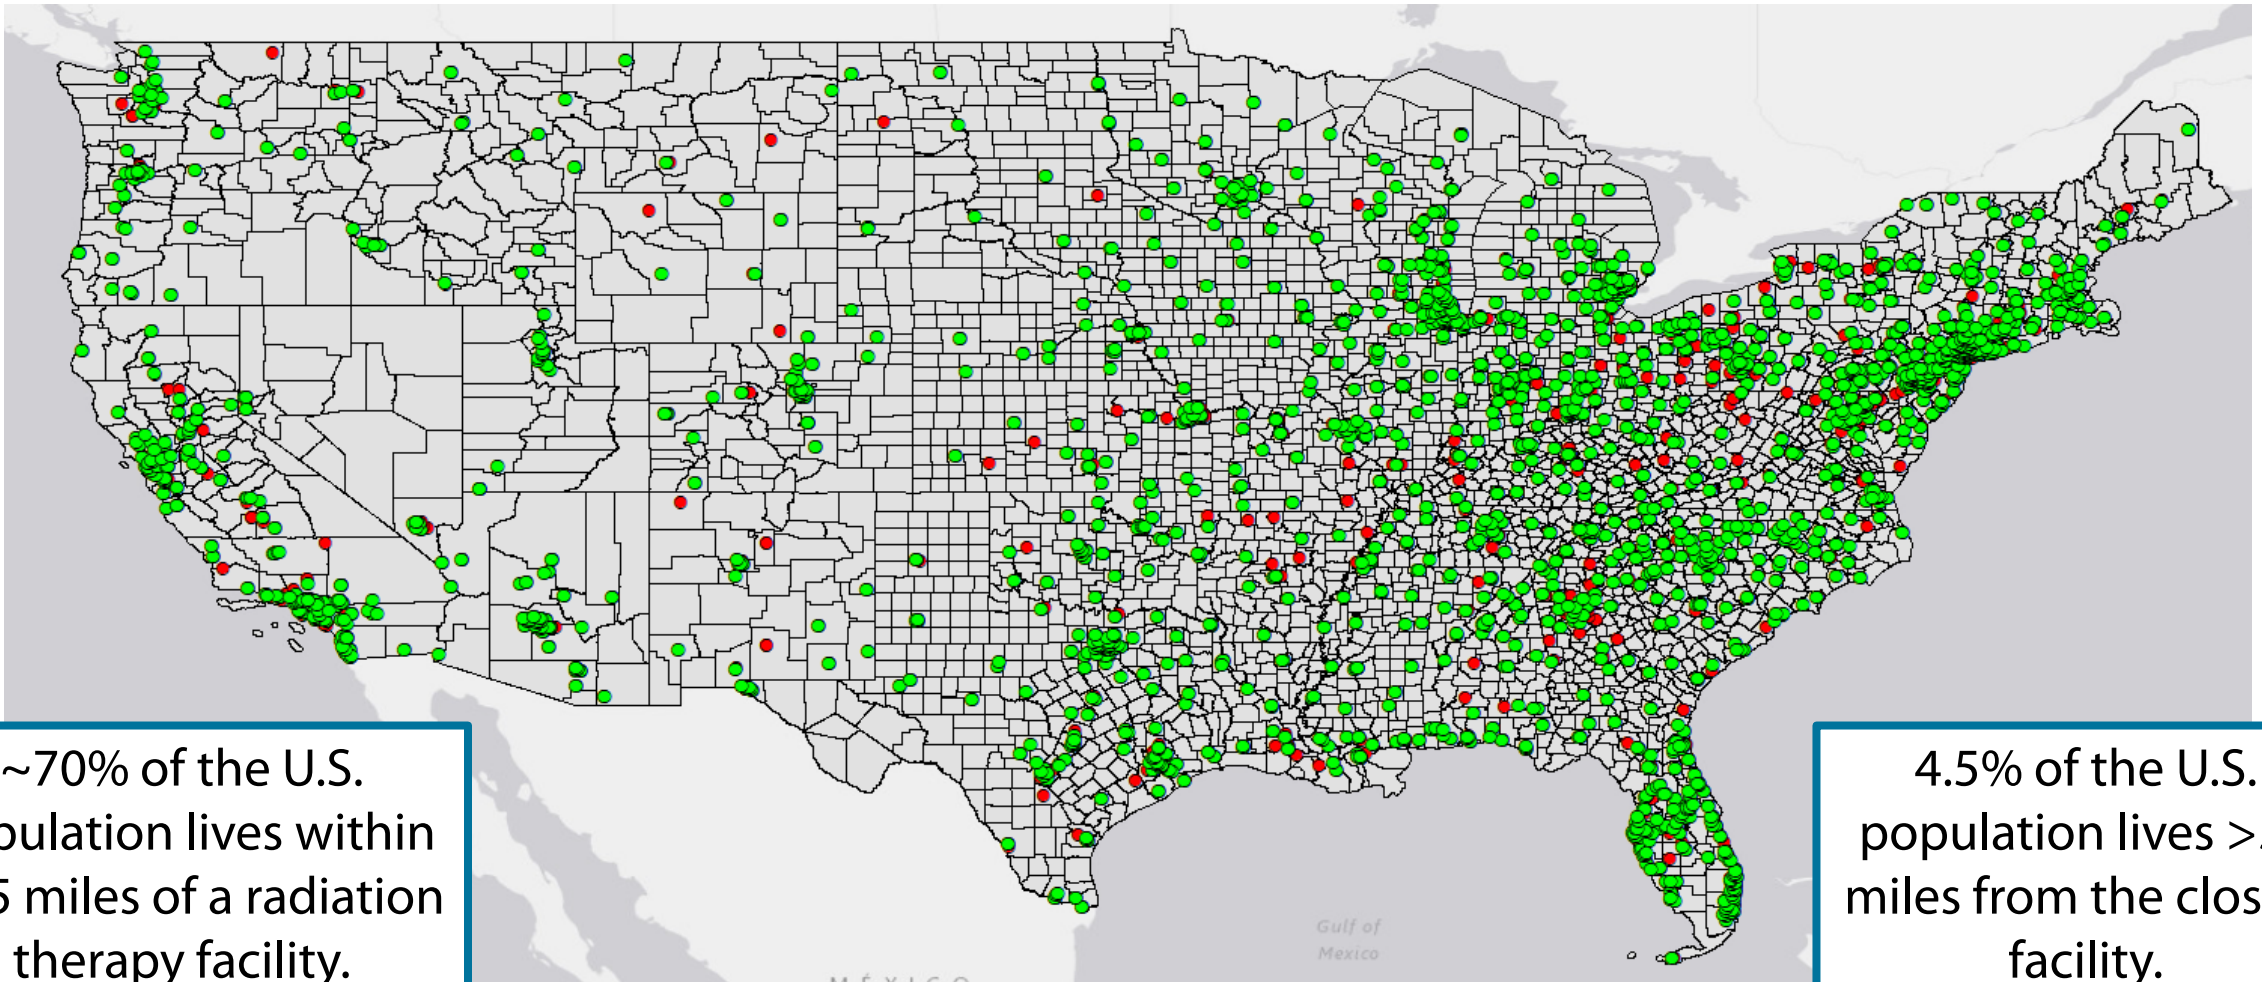 ~70% of the U.S.
pulation lives within
5 miles of a radiation
therapy facility.
4.5% of the U.S.
population lives >
miles from the clos
facility.
Gulf of
Mexico
MÉXICO